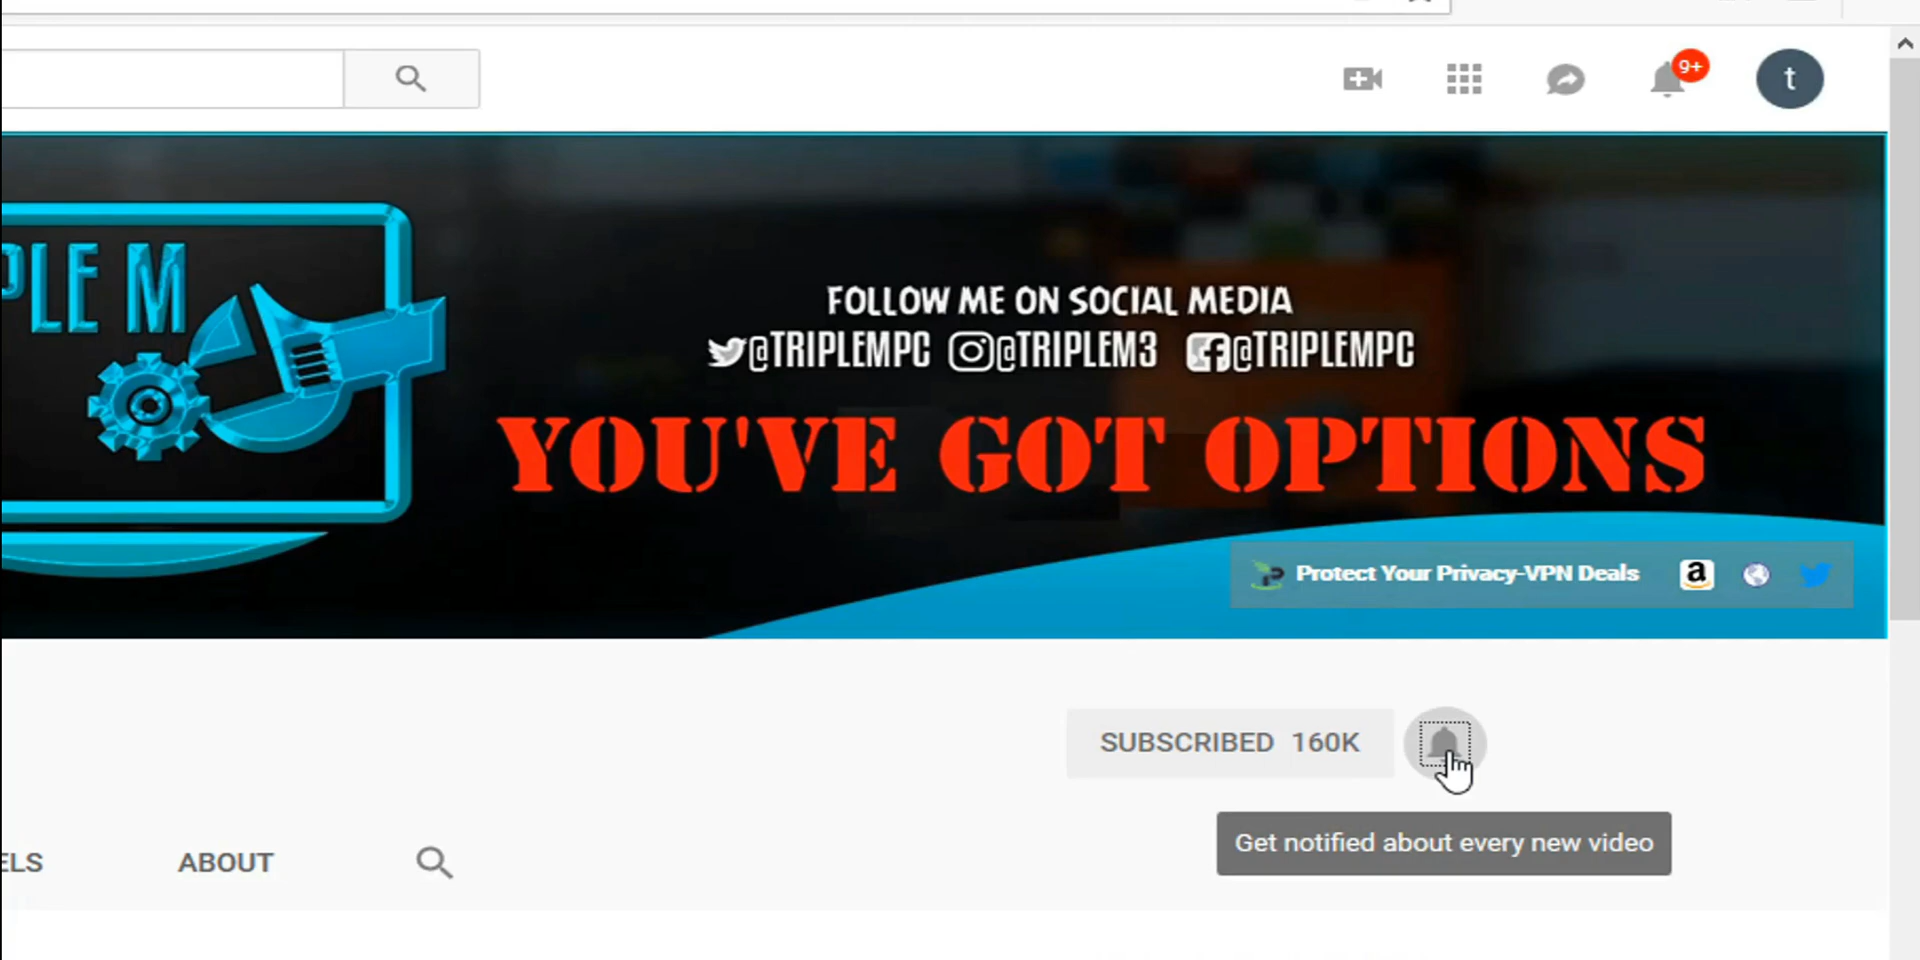 9+
t
PLE M
FOLLOW ME ON SOCIAL MEDIA
@TRIPLEMPC @TRIPLEM3 @TRIPLEMPC
YOU'VE GOT OPTIONS
Protect Your Privacy-VPN Deals
SUBSCRIBED 160K
Get notified about every new video
ELS ABOUT